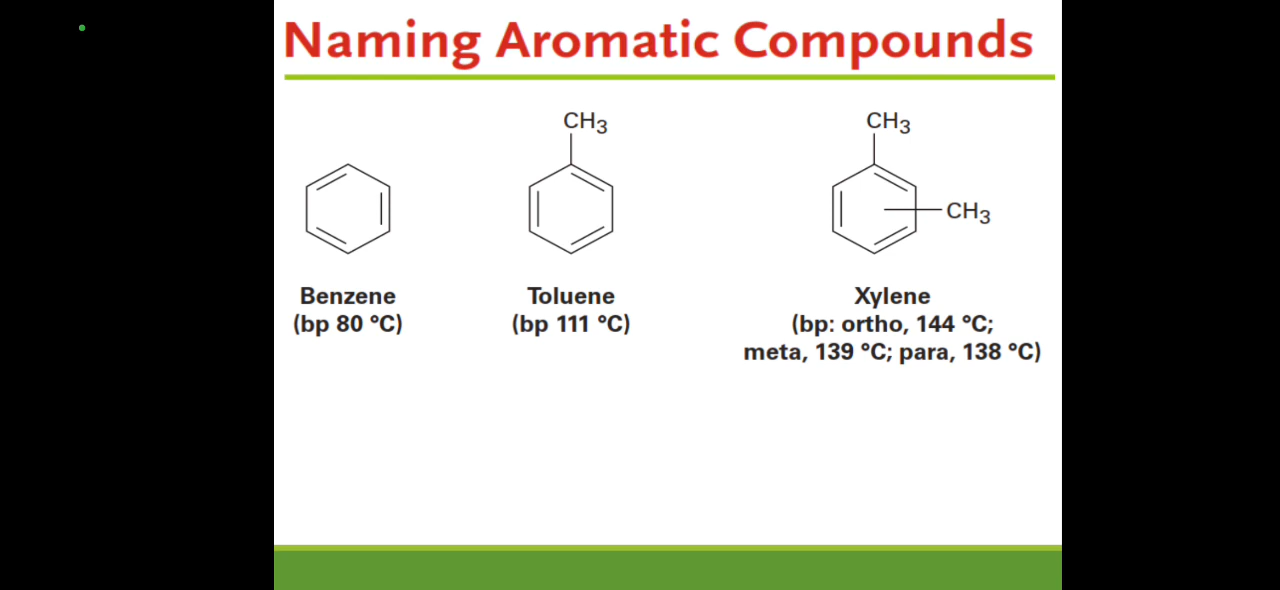 Naming Aromatic Compounds
CH3
CH3
CH3
Benzene
(bp 80 °C)
Toluene
(bp 111 °C)
Xylene
(bp: ortho, 144 °C;
meta, 139 °C; para, 138 °C)